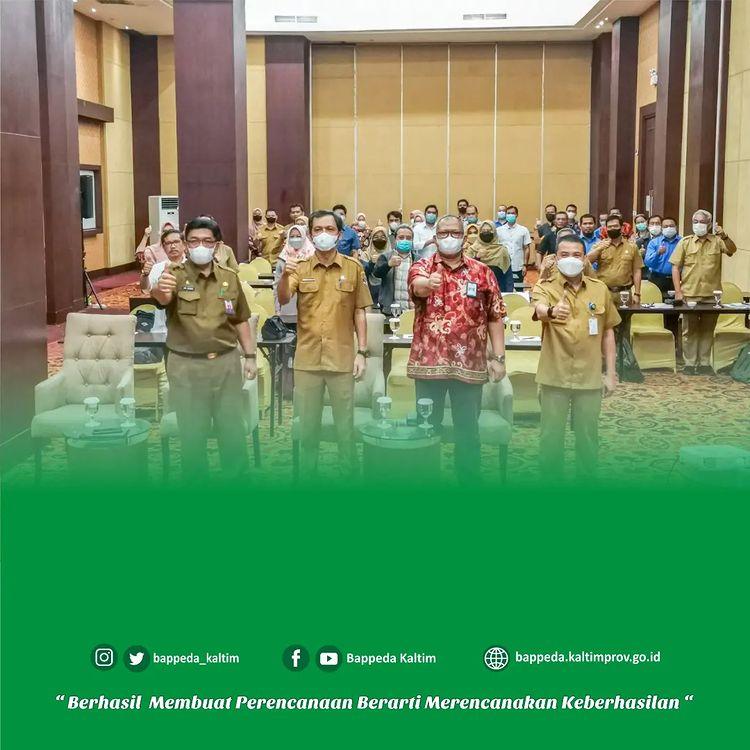 bappeda_kaltim Bappeda Kaltim bappeda.kaltimprov.go.id
“ Berhasil Membuat Perencanaan Berarti Merencanakan Keberhasilan “